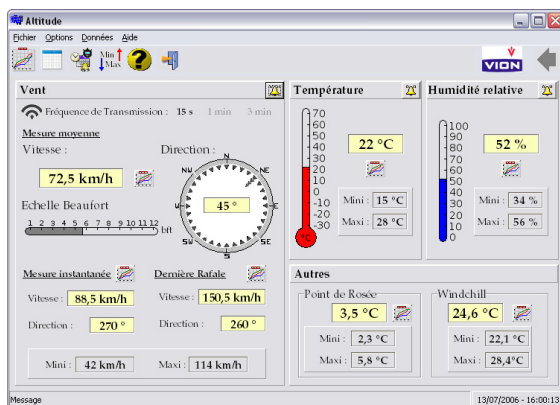 Altitude
Fichier Options Données Aide
Min Max
VION
Vent
Fréquence de Transmission : 15 s 1 min 3 min
Mesure moyenne
Vitesse : Direction :
72,5 km/h
N
NE
E
SE
S
SW
W
NW
45 °
Echelle Beaufort
1 2 3 4 5 6 7 8 9 10 11 12 bft
Mesure instantanée Dernière Rafale
Vitesse : 88,5 km/h Vitesse : 150,5 km/h
Direction : 270 ° Direction : 260 °
Mini : 42 km/h Maxi : 114 km/h
Température
70
60
50
40
30
20
10
0
-10
-20
-30
°C
22 °C
Mini : 15 °C
Maxi : 28 °C
Humidité relative
100
90
80
70
60
50
40
30
20
10
0
52 %
Mini : 34 %
Maxi : 56 %
Autres
Point de Rosée
3,5 °C
Mini : 2,3 °C
Maxi : 5,8 °C
Windchill
24,6 °C
Mini : 22,1 °C
Maxi : 28,4°C
Message 13/07/2006 - 16:00:13